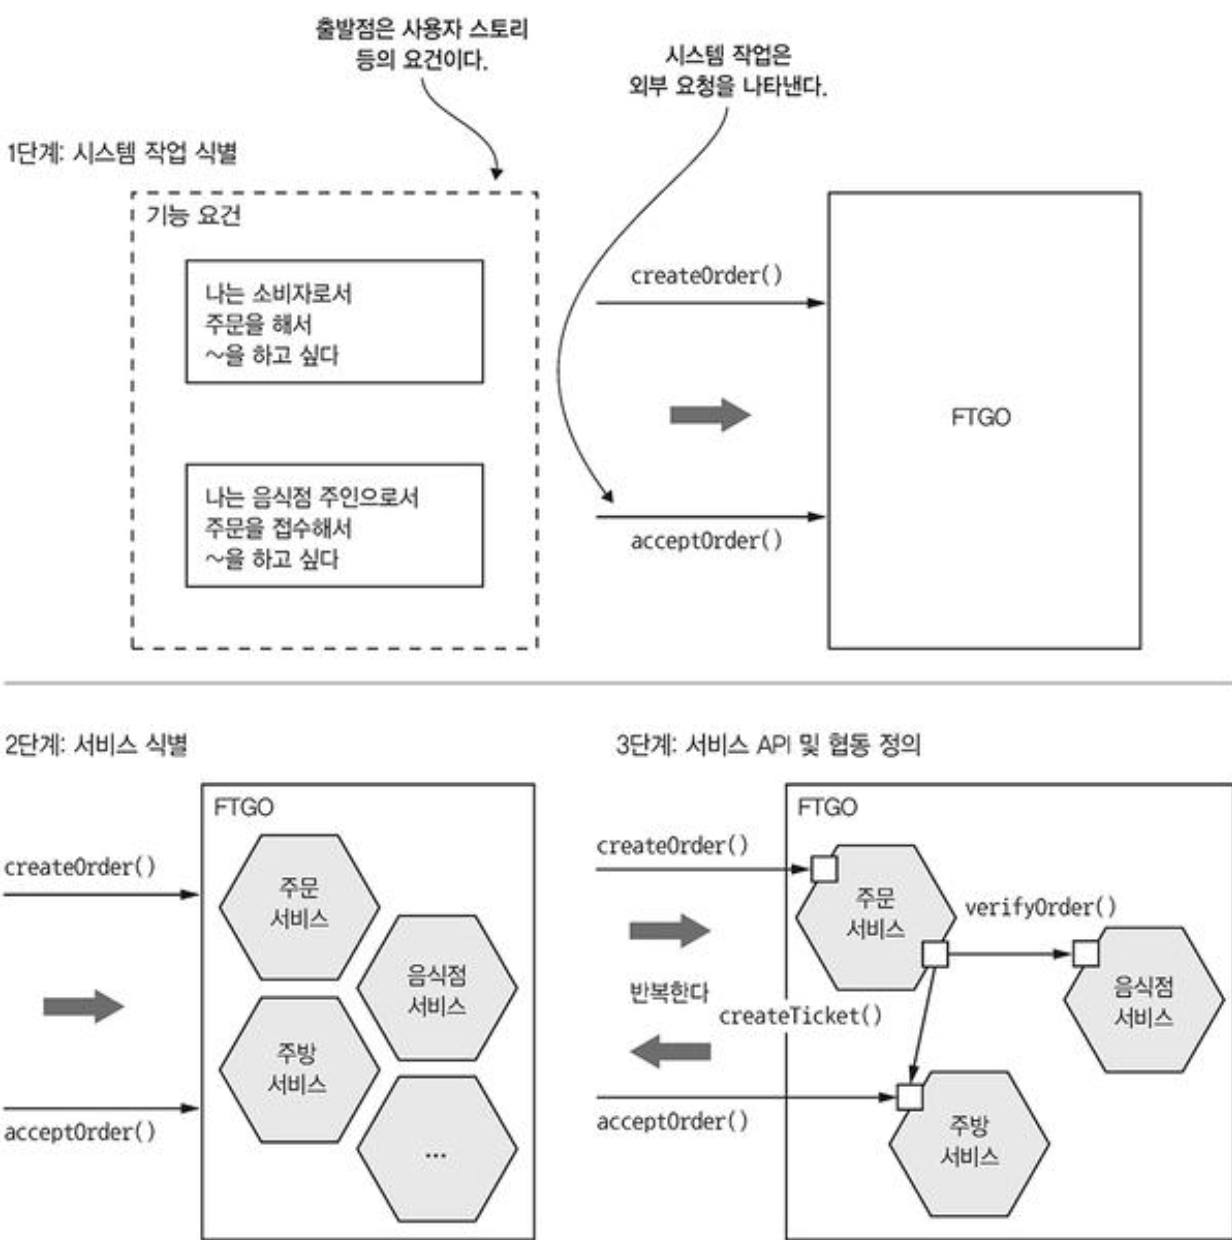 출발점은 사용자 스토리
등의 요건이다.
시스템 작업은
외부 요청을 나타낸다.
1단계: 시스템 작업 식별
기능 요건
나는 소비자로서
주문을 해서
~을 하고 싶다
나는 음식점 주인으로서
주문을 접수해서
~을 하고 싶다
createOrder()
FTGO
acceptOrder()
2단계: 서비스 식별
createOrder()
FTGO
주문
서비스
음식점
서비스
주방
서비스
...
acceptOrder()
3단계: 서비스 API 및 협동 정의
FTGO
createOrder()
주문
서비스
verifyOrder()
음식점
서비스
반복한다
createTicket()
acceptOrder()
주방
서비스